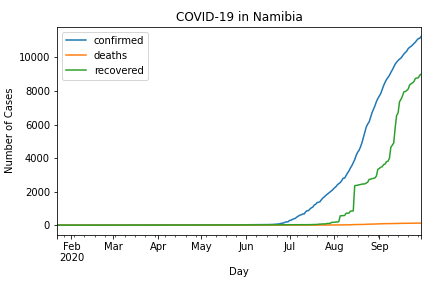 COVID-19 in Namibia
confirmed
deaths
recovered
Number of Cases
10000
8000
6000
4000
2000
0
Feb Mar Apr May Jun Jul Aug Sep
2020
Day